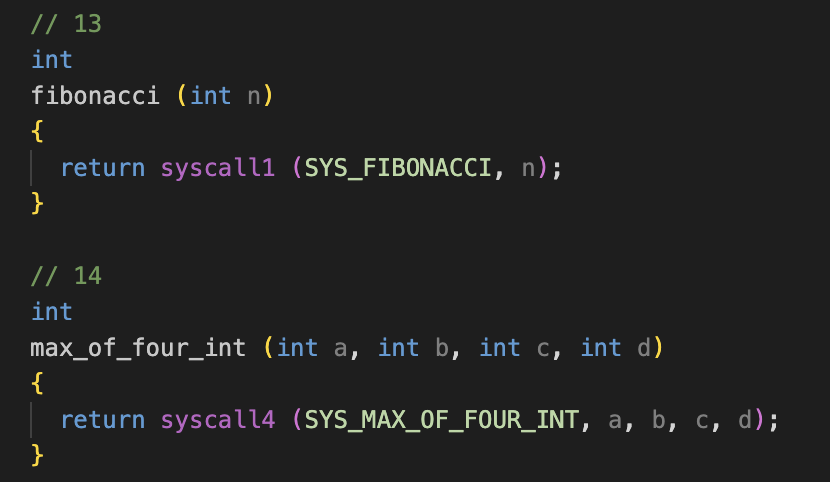 // 13
int
fibonacci (int n)
{
  return syscall1 (SYS_FIBONACCI, n);
}

// 14
int
max_of_four_int (int a, int b, int c, int d)
{
  return syscall4 (SYS_MAX_OF_FOUR_INT, a, b, c, d);
}